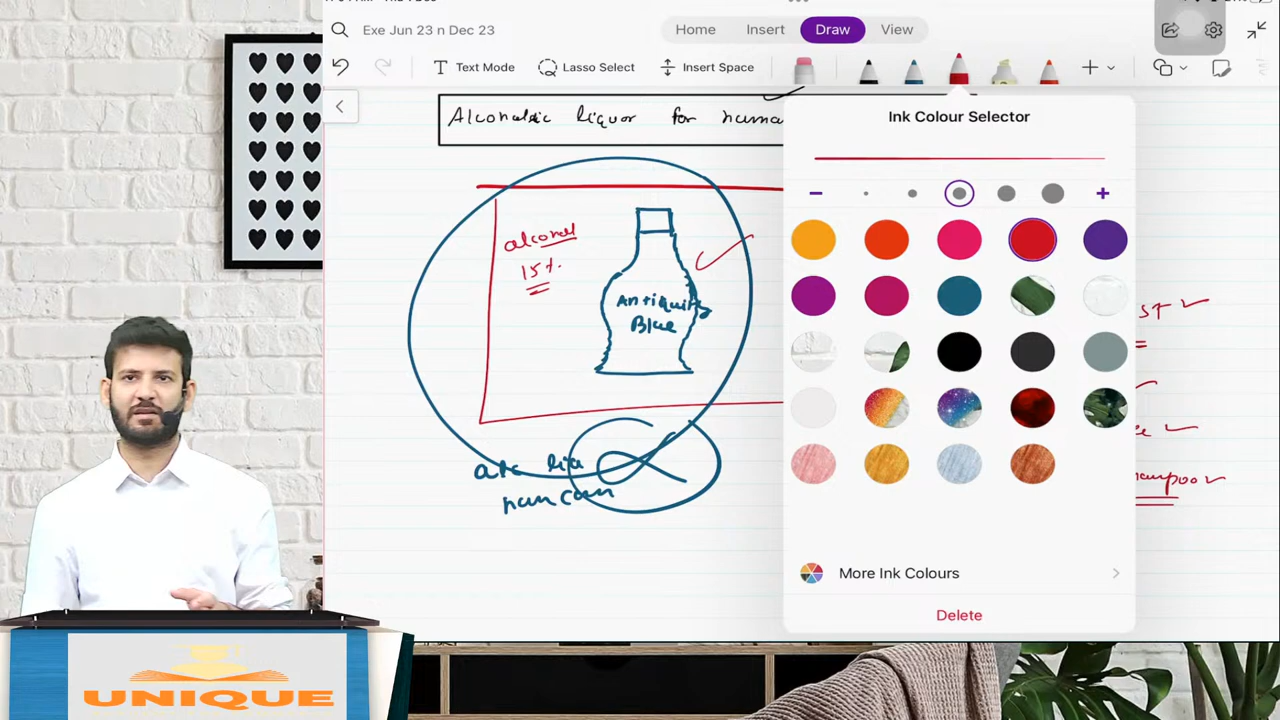 Exe Jun 23 n Dec 23
Home
Insert
Draw
View
Text Mode
Lasso Select
Insert Space
Alcoholic liquor for huma
Ink Colour Selector
alcohol
15%
Antiquity
Blue
More Ink Colours
Delete
UNIQUE